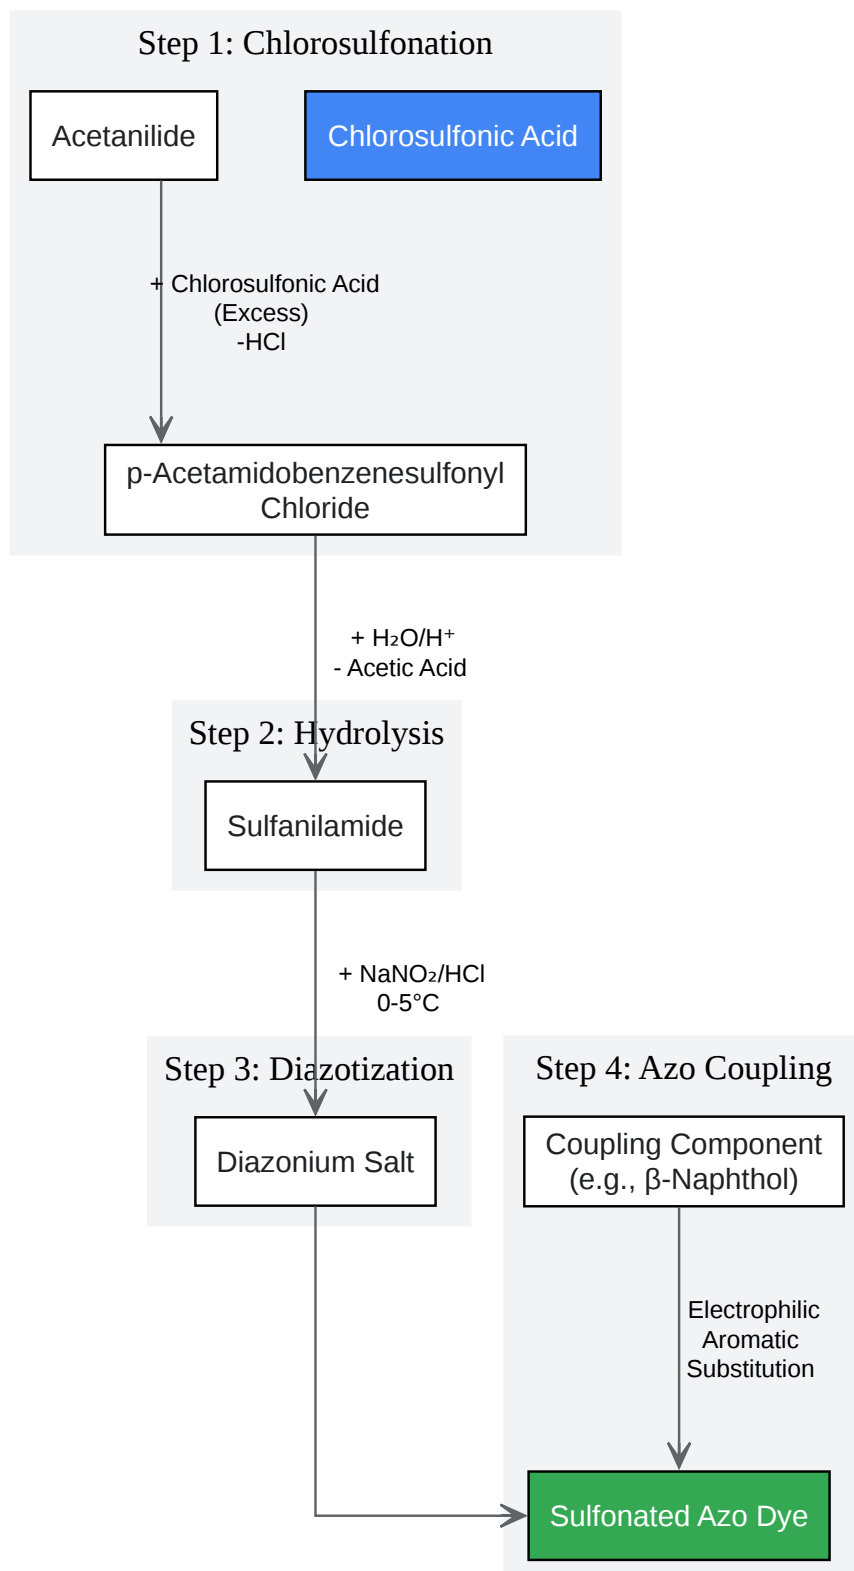 Step 1: Chlorosulfonation
Acetanilide
Chlorosulfonic Acid
+ Chlorosulfonic Acid
(Excess)
-HCl
p-Acetamidobenzenesulfonyl
Chloride
+ H₂O/H⁺
- Acetic Acid
Step 2: Hydrolysis
Sulfanilamide
+ NaNO₂/HCl
0-5°C
Step 3: Diazotization
Diazonium Salt
Step 4: Azo Coupling
Coupling Component
(e.g., β-Naphthol)
Electrophilic
Aromatic
Substitution
Sulfonated Azo Dye